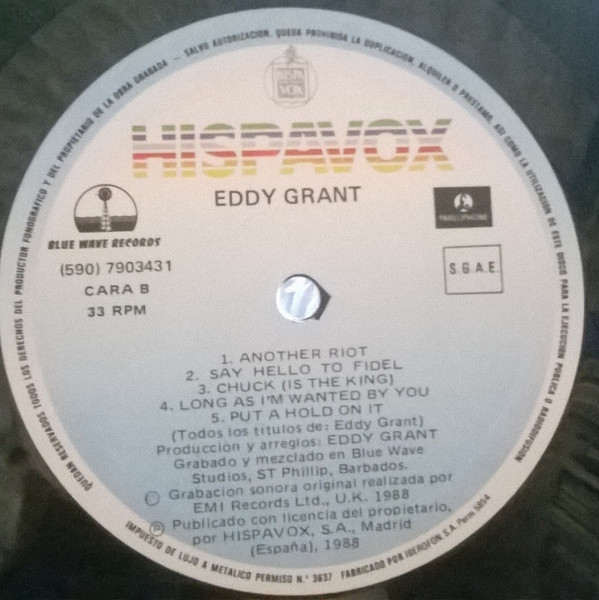 QUEDAN RESERVADOS TODOS LOS DERECHOS DEL PRODUCTOR FONOGRAFICO Y DEL PROPIETARIO DE LA OBRA GRABADA — SALVO AUTORIZACION, QUEDA PROHIBIDA LA DUPLICACION, ALQUILER O PRESTAMO, ASI COMO LA UTILIZACION DE ESTE DISCO PARA LA EJECUCION PUBLICA O RADIODIFUSION
HISPA
VOX
HISPAVOX
EDDY GRANT
BLUE WAVE RECORDS
PARLOPHONE
(590) 7903431
CARA B
33 RPM
S.G.A.E.
1. ANOTHER RIOT
2. SAY HELLO TO FIDEL
3. CHUCK (IS THE KING)
4. LONG AS I'M WANTED BY YOU
5. PUT A HOLD ON IT
(Todos los títulos de: Eddy Grant)
Producción y arreglos: EDDY GRANT
Grabado y mezclado en Blue Wave
Studios, ST Phillip, Barbados.
© Grabacion sonora original realizada por
EMI Records Ltd., U.K. 1988
Ⓟ Publicado con licencia del propietario,
por HISPAVOX, S.A., Madrid
(España), 1988
IMPUESTO DE LUJO A METALICO PERMISO N.º 3637 FABRICADO POR IBEROFON, S.A. Perm. 5854